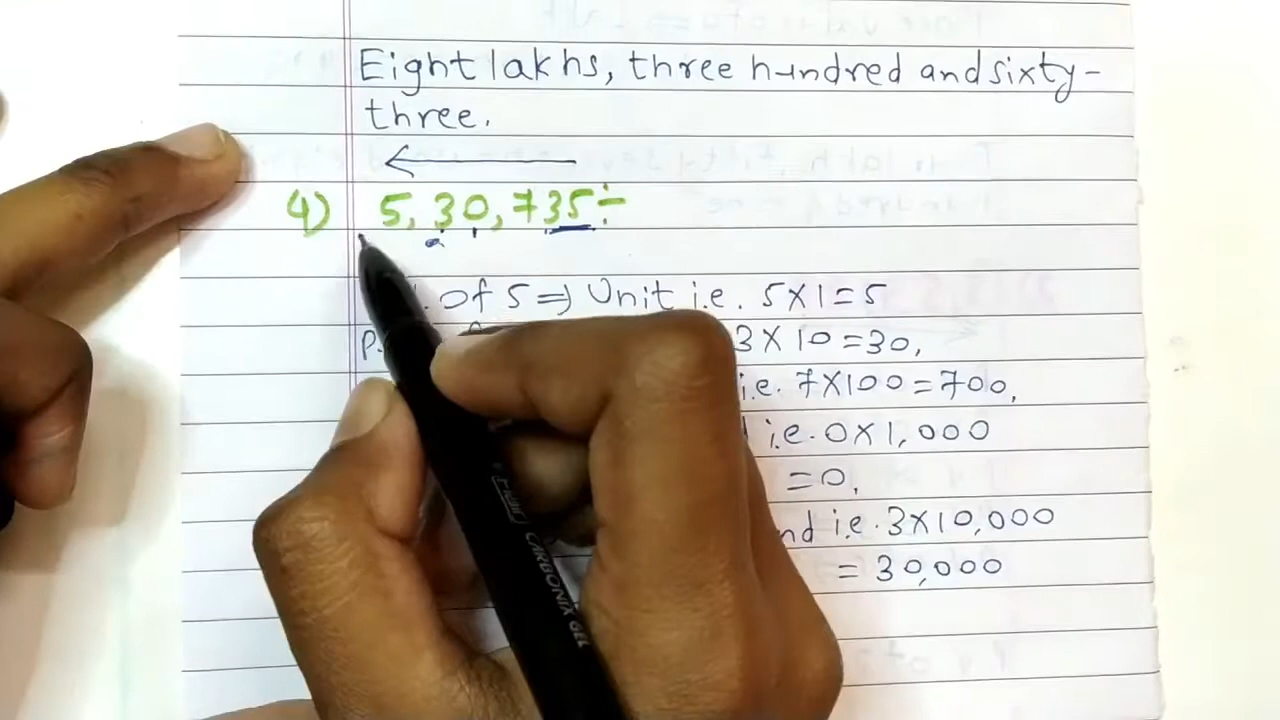 Eight lakhs, three hundred and sixty-
three.
4) 5,30,735÷
of 5 ⇒ Unit i.e. 5×1=5
3×10=30,
i.e. 7×100=700,
i.e. 0×1,000
=0,
i.e. 3×10,000
= 30,000
Flair CARBONIX GEL